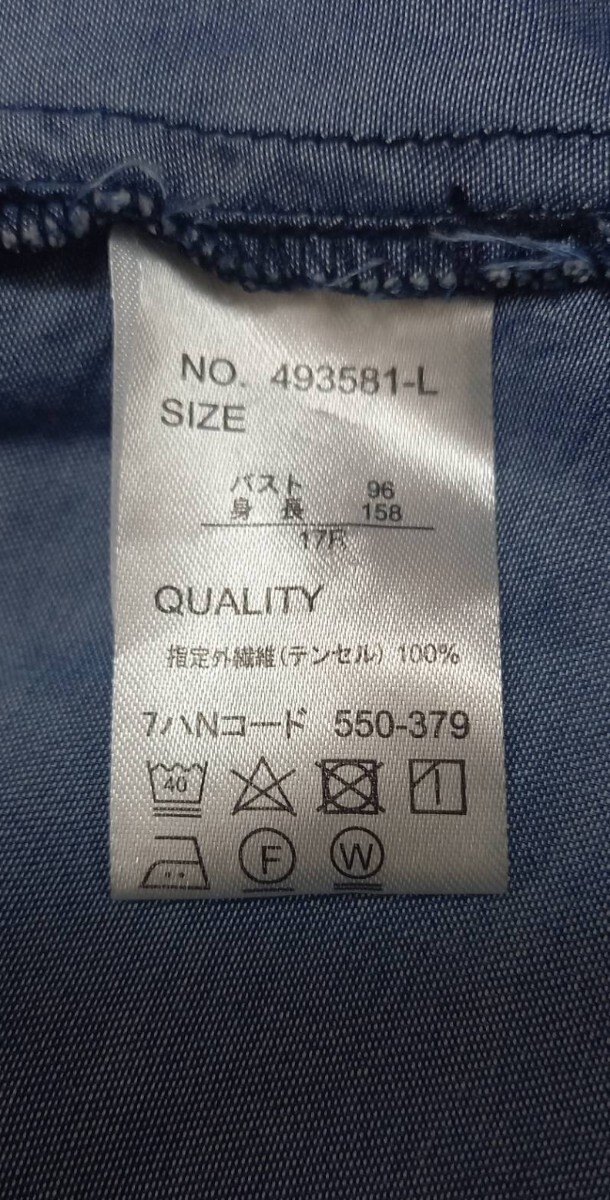 NO. 493581-L
SIZE
バスト 96
身長 158
17R
QUALITY
指定外繊維(テンセル) 100%
7ハNコード 550-379
40
F W